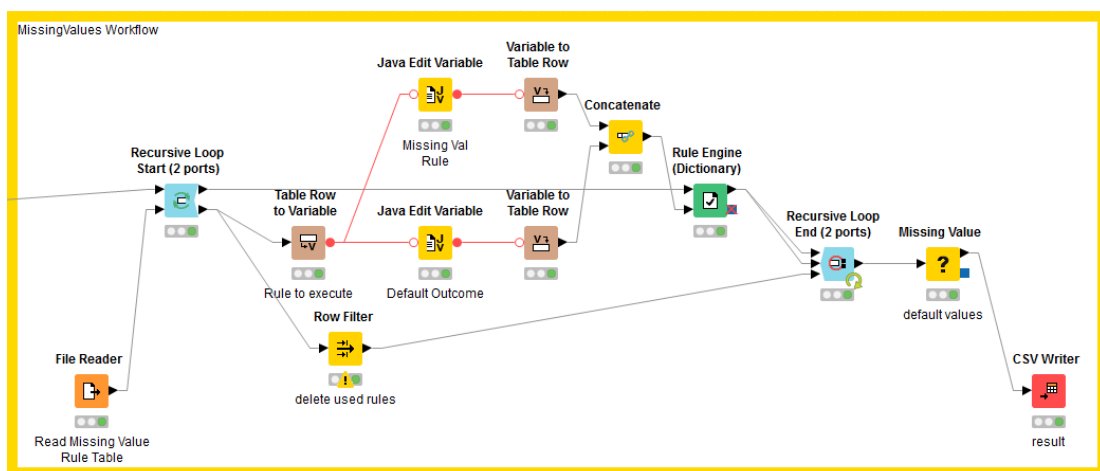 MissingValues Workflow
Variable to
Table Row
Java Edit Variable
Concatenate
Missing Val
Rule
Recursive Loop
Start (2 ports)
Rule Engine
(Dictionary)
Table Row
to Variable
Java Edit Variable
Variable to
Table Row
Recursive Loop
End (2 ports)
Missing Value
Rule to execute
Default Outcome
default values
Row Filter
File Reader
CSV Writer
delete used rules
Read Missing Value
Rule Table
result